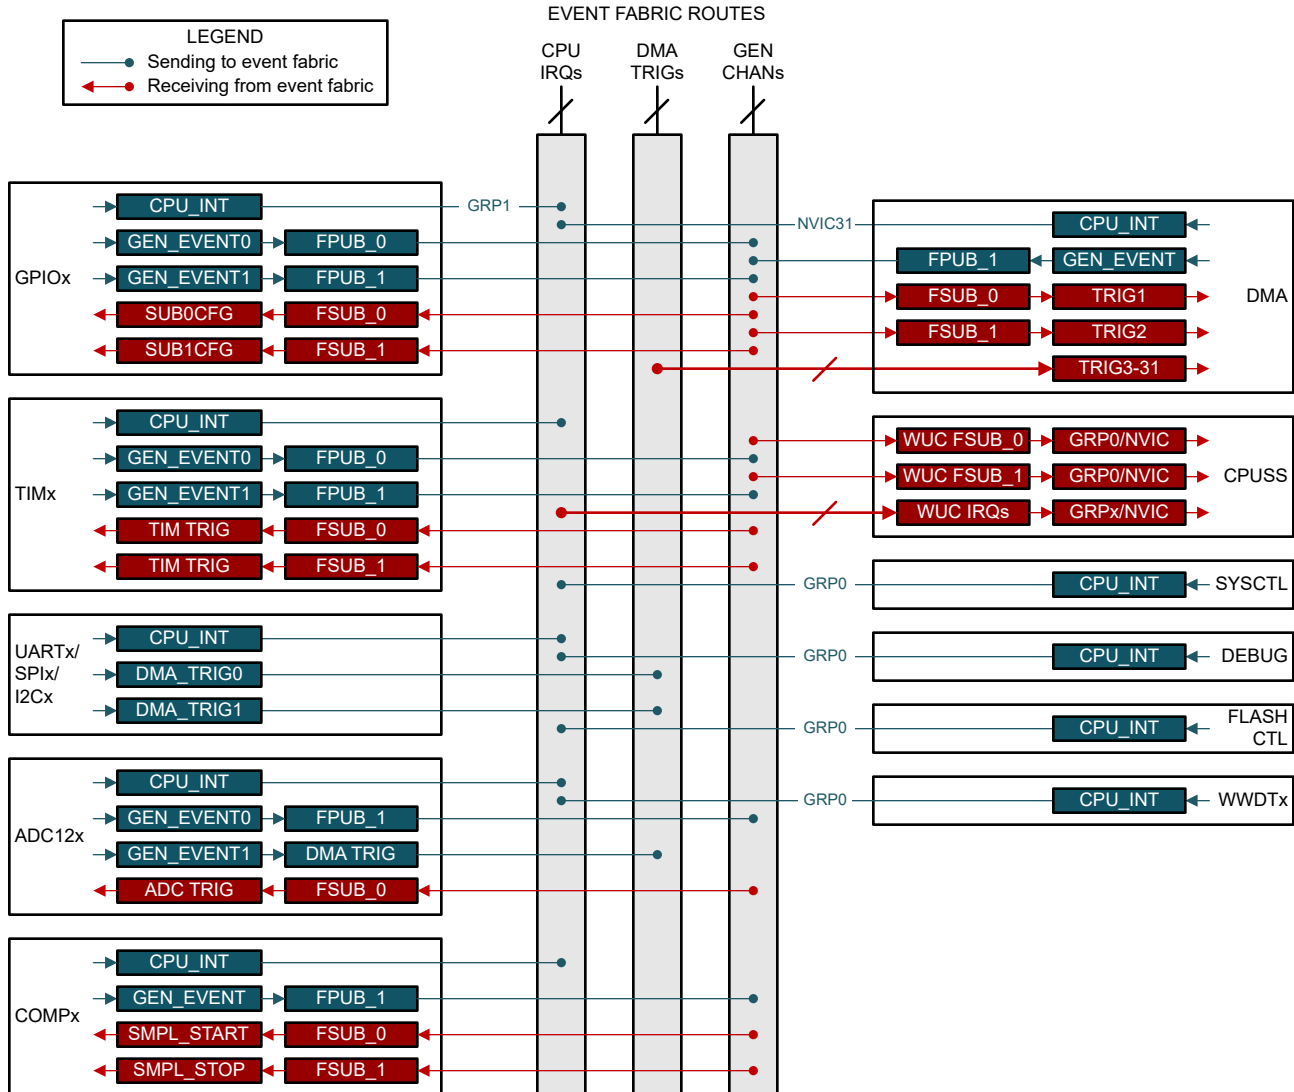 EVENT FABRIC ROUTES
LEGEND
Sending to event fabric
Receiving from event fabric
CPU
IRQs
DMA
TRIGs
GEN
CHANs
GPIOx
CPU_INT
GRP1
GEN_EVENT0
FPUB_0
GEN_EVENT1
FPUB_1
SUB0CFG
FSUB_0
SUB1CFG
FSUB_1
TIMx
CPU_INT
GEN_EVENT0
FPUB_0
GEN_EVENT1
FPUB_1
TIM TRIG
FSUB_0
TIM TRIG
FSUB_1
UARTx/
SPIx/
I2Cx
CPU_INT
DMA_TRIG0
DMA_TRIG1
ADC12x
CPU_INT
GEN_EVENT0
FPUB_1
GEN_EVENT1
DMA TRIG
ADC TRIG
FSUB_0
COMPx
CPU_INT
GEN_EVENT
FPUB_1
SMPL_START
FSUB_0
SMPL_STOP
FSUB_1
NVIC31
CPU_INT
FPUB_1
GEN_EVENT
FSUB_0
TRIG1
DMA
FSUB_1
TRIG2
TRIG3-31
WUC FSUB_0
GRP0/NVIC
WUC FSUB_1
GRP0/NVIC
CPUSS
WUC IRQs
GRPx/NVIC
GRP0
CPU_INT
SYSCTL
GRP0
CPU_INT
DEBUG
GRP0
CPU_INT
FLASH
CTL
GRP0
CPU_INT
WWDTx